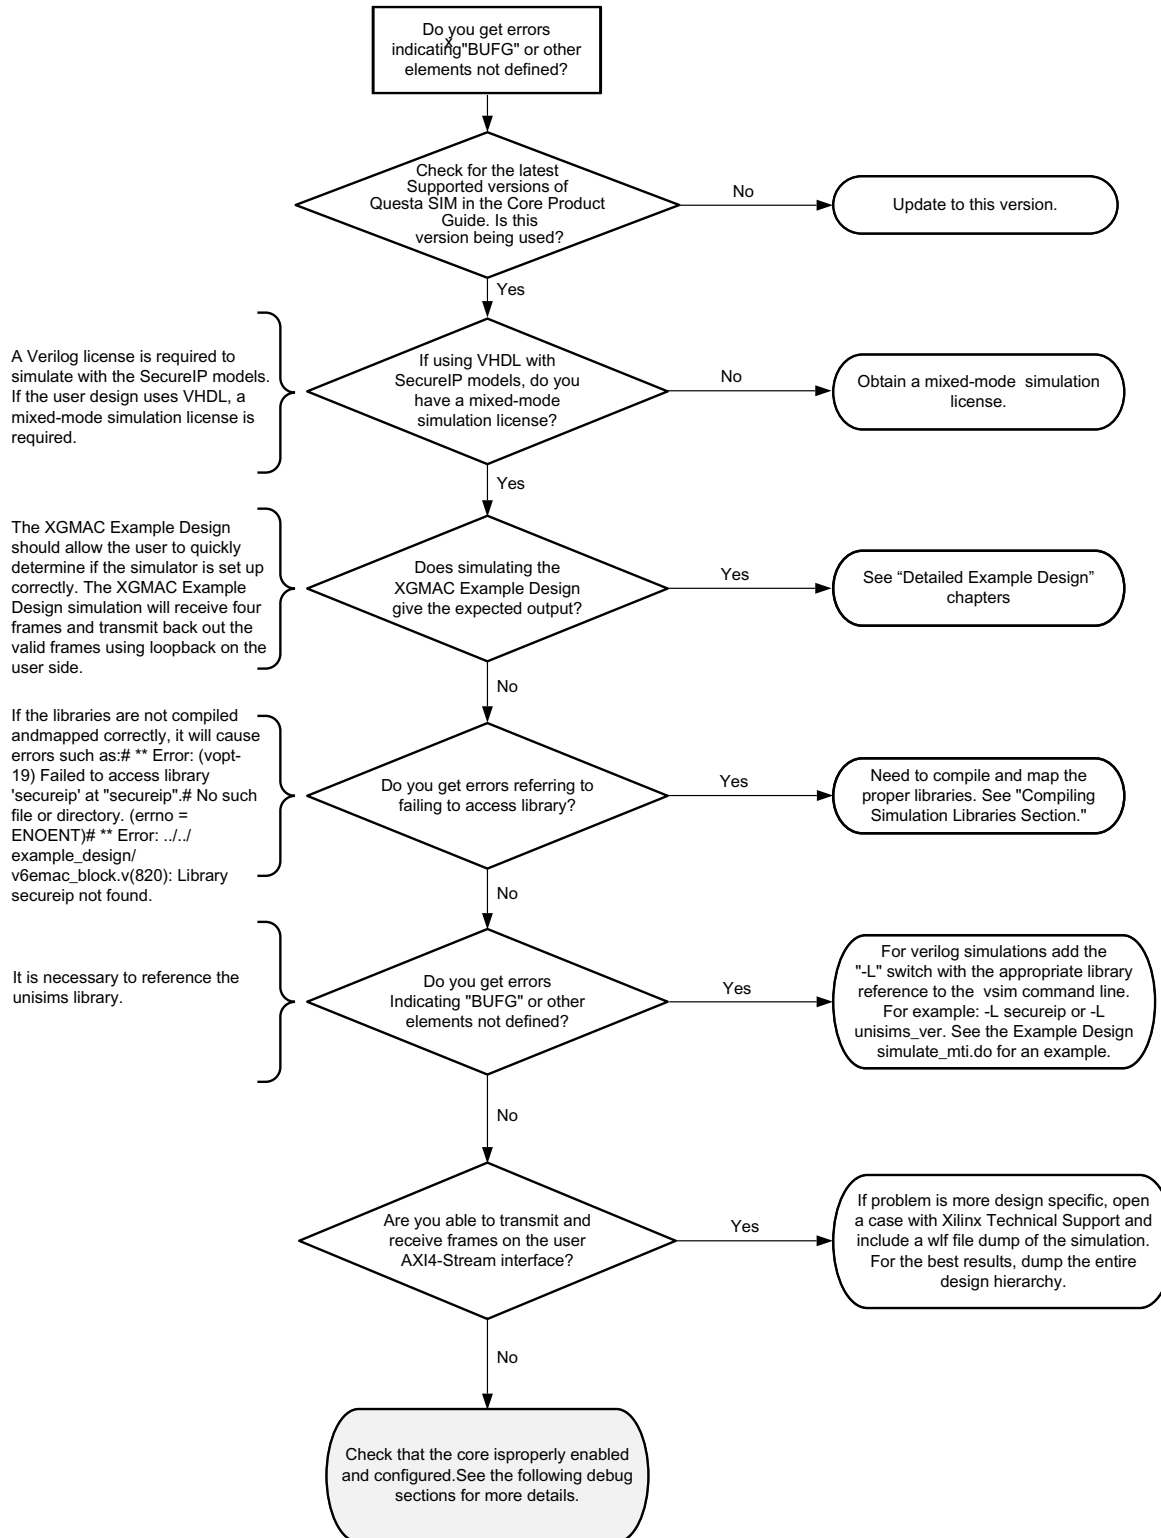 Do you get errors
indicating"BUFG" or other
x
elements not defined?
Check for the latest
Supported versions of
Questa SIM in the Core Product
Guide. Is this
version being used?
No
Update to this version.
Yes
A Verilog license is required to
simulate with the SecureIP models.
If the user design uses VHDL, a
mixed-mode simulation license is
required.
If using VHDL with
SecureIP models, do you
have a mixed-mode
simulation license?
No
Obtain a mixed-mode simulation
license.
Yes
The XGMAC Example Design
should allow the user to quickly
determine if the simulator is set up
correctly. The XGMAC Example
Design simulation will receive four
frames and transmit back out the
valid frames using loopback on the
user side.
Does simulating the
XGMAC Example Design
give the expected output?
Yes
See “Detailed Example Design”
chapters
No
If the libraries are not compiled
andmapped correctly, it will cause
errors such as:# ** Error: (vopt-
19) Failed to access library
'secureip' at "secureip".# No such
file or directory. (errno =
ENOENT)# ** Error: ../../
example_design/
v6emac_block.v(820): Library
secureip not found.
Do you get errors referring to
failing to access library?
Yes
Need to compile and map the
proper libraries. See "Compiling
Simulation Libraries Section."
No
It is necessary to reference the
unisims library.
Do you get errors
Indicating "BUFG" or other
elements not defined?
Yes
For verilog simulations add the
"-L" switch with the appropriate library
reference to the vsim command line.
For example: -L secureip or -L
unisims_ver. See the Example Design
simulate_mti.do for an example.
No
Are you able to transmit and
receive frames on the user
AXI4-Stream interface?
Yes
If problem is more design specific, open
a case with Xilinx Technical Support and
include a wlf file dump of the simulation.
For the best results, dump the entire
design hierarchy.
No
Check that the core isproperly enabled
and configured.See the following debug
sections for more details.